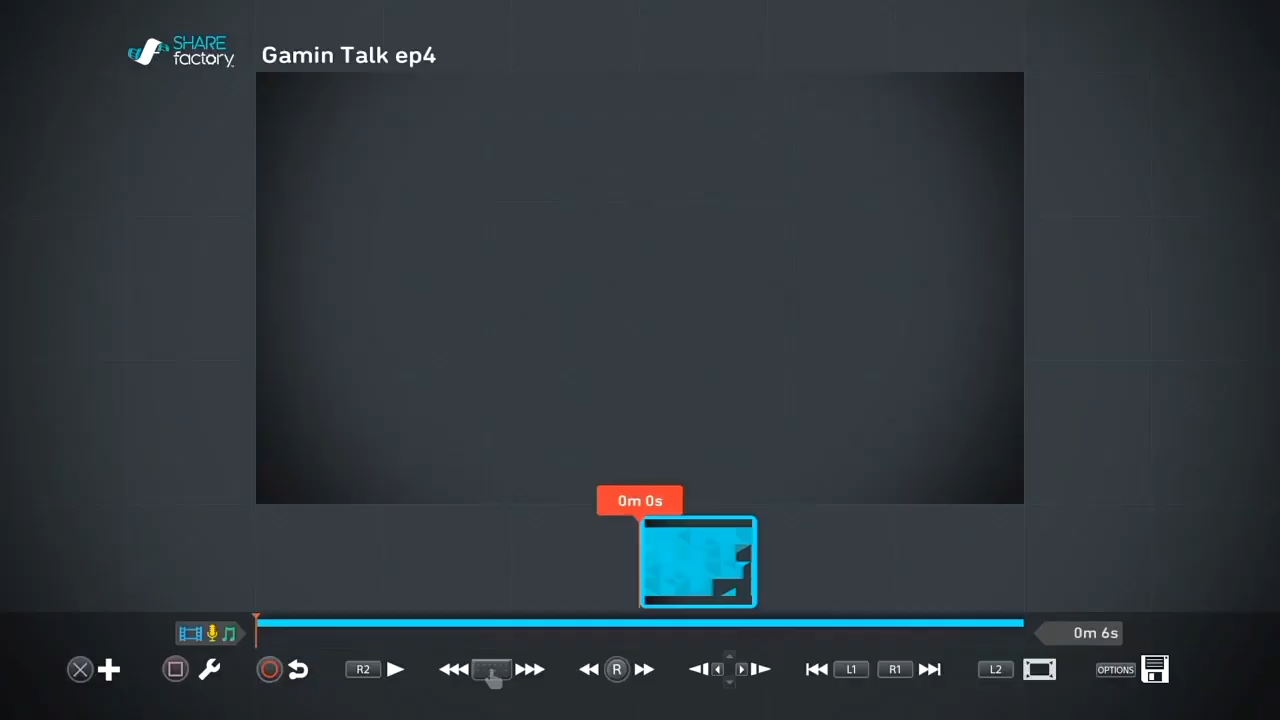 SHARE
factory
Gamin Talk ep4
0m 0s
0m 6s
R2
R
L1
R1
L2
OPTIONS